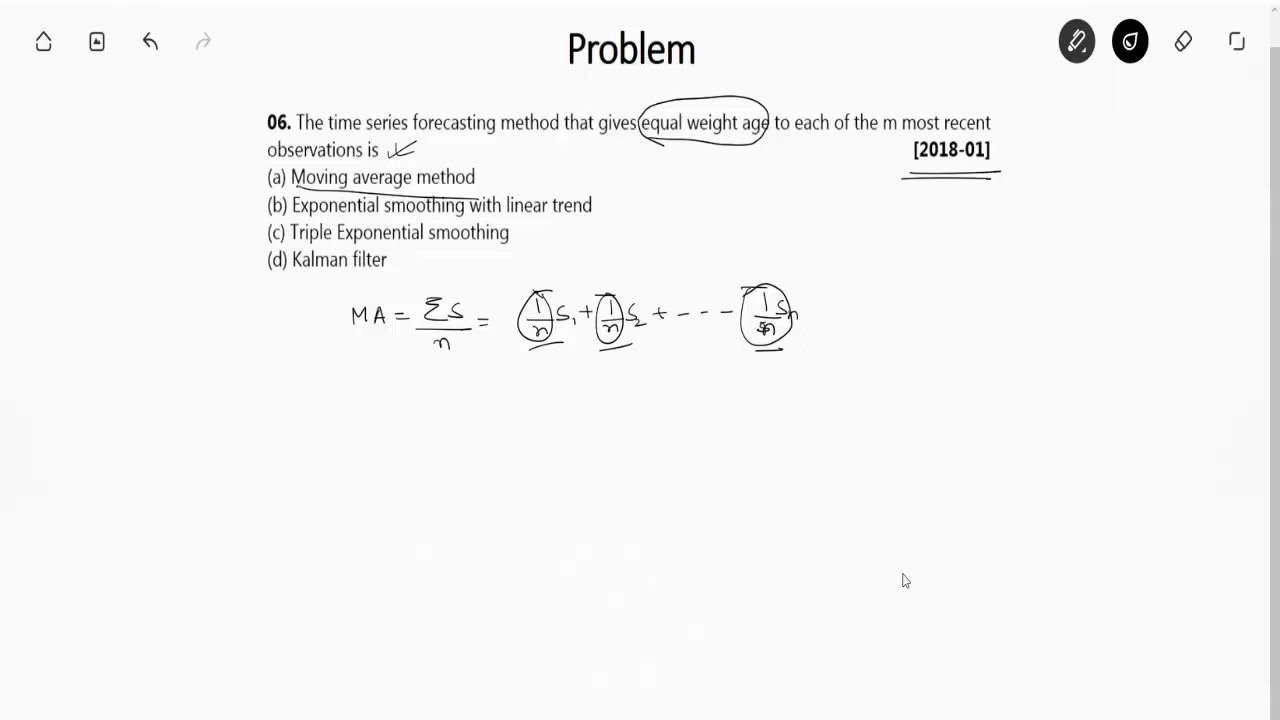 Problem
06. The time series forecasting method that gives equal weight age to each of the m most recent
observations is
[2018-01]
(a) Moving average method
(b) Exponential smoothing with linear trend
(c) Triple Exponential smoothing
(d) Kalman filter
MA = ΣS/n = 1/n S₁ + 1/n S₂ + - - - - 1/n Sn